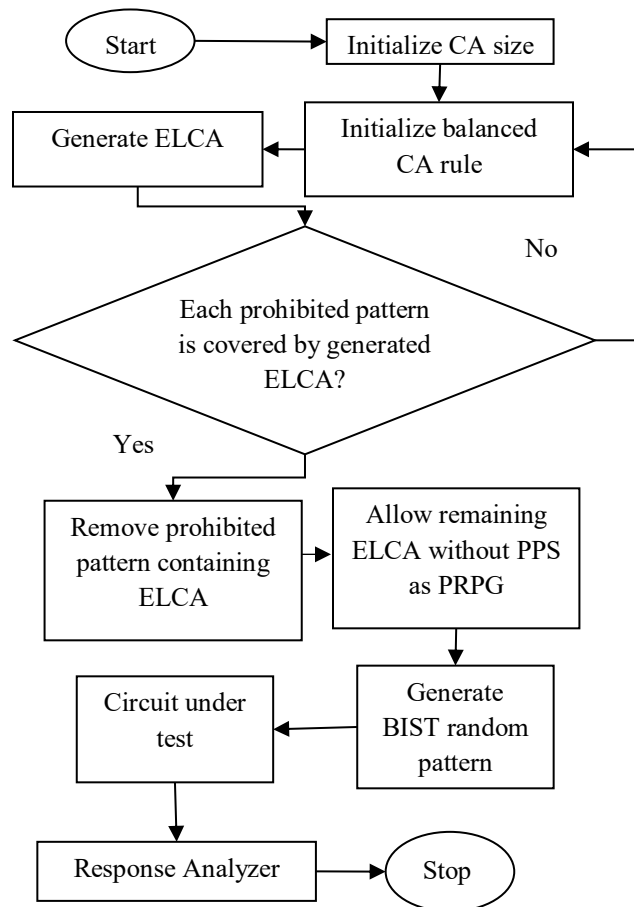 Start
Initialize CA size
Generate ELCA
Initialize balanced
CA rule
No
Each prohibited pattern
is covered by generated
ELCA?
Yes
Remove prohibited
pattern containing
ELCA
Allow remaining
ELCA without PPS
as PRPG
Circuit under
test
Generate
BIST random
pattern
Response Analyzer
Stop